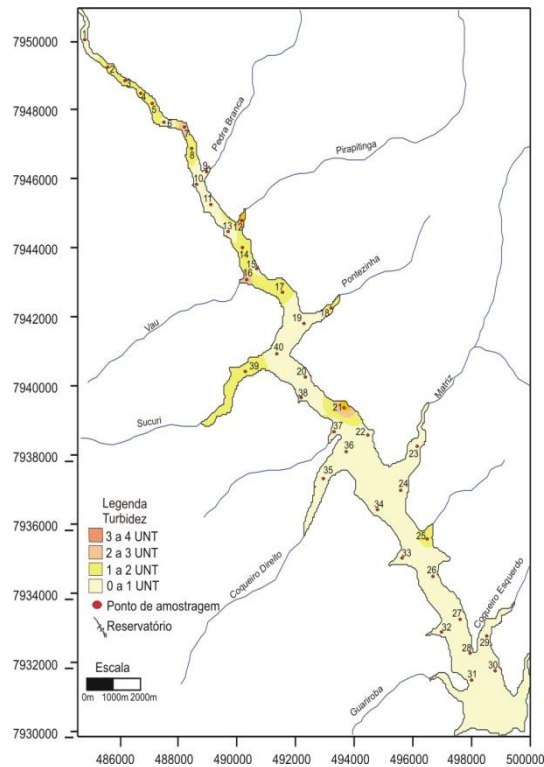 7950000
7948000
7946000
7944000
7942000
7940000
7938000
7936000
7934000
7932000
7930000
1
2
3
4
5
6
7
8
9
10
11
12
13
14
15
16
17
18
19
40
39
20
38
21
22
37
36
35
23
24
34
25
33
26
27
32
28
29
30
31
Pedra Branca
Pirapitinga
Pontezinha
Vau
Sucuri
Matriz
Coqueiro Direito
Coqueiro Esquerdo
Guariroba
Legenda
Turbidez
3 a 4 UNT
2 a 3 UNT
1 a 2 UNT
0 a 1 UNT
Ponto de amostragem
Reservatório
Escala
0m 1000m 2000m
486000 488000 490000 492000 494000 496000 498000 500000